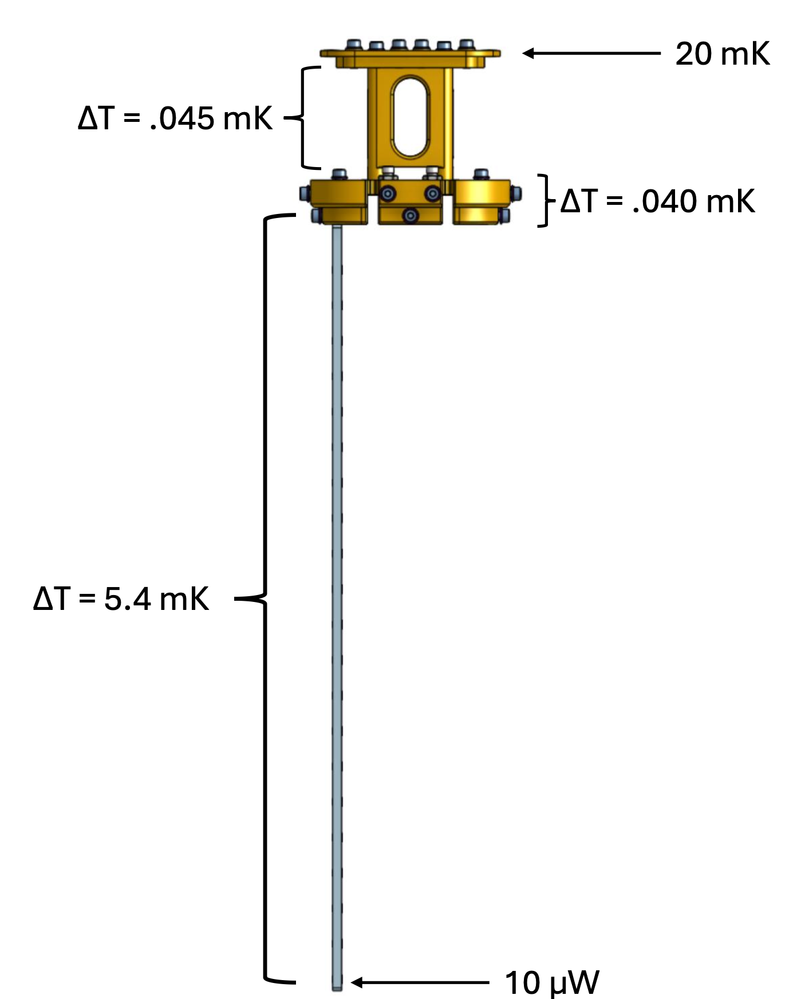 20 mK
ΔT = .045 mK
ΔT = .040 mK
ΔT = 5.4 mK
10 μW